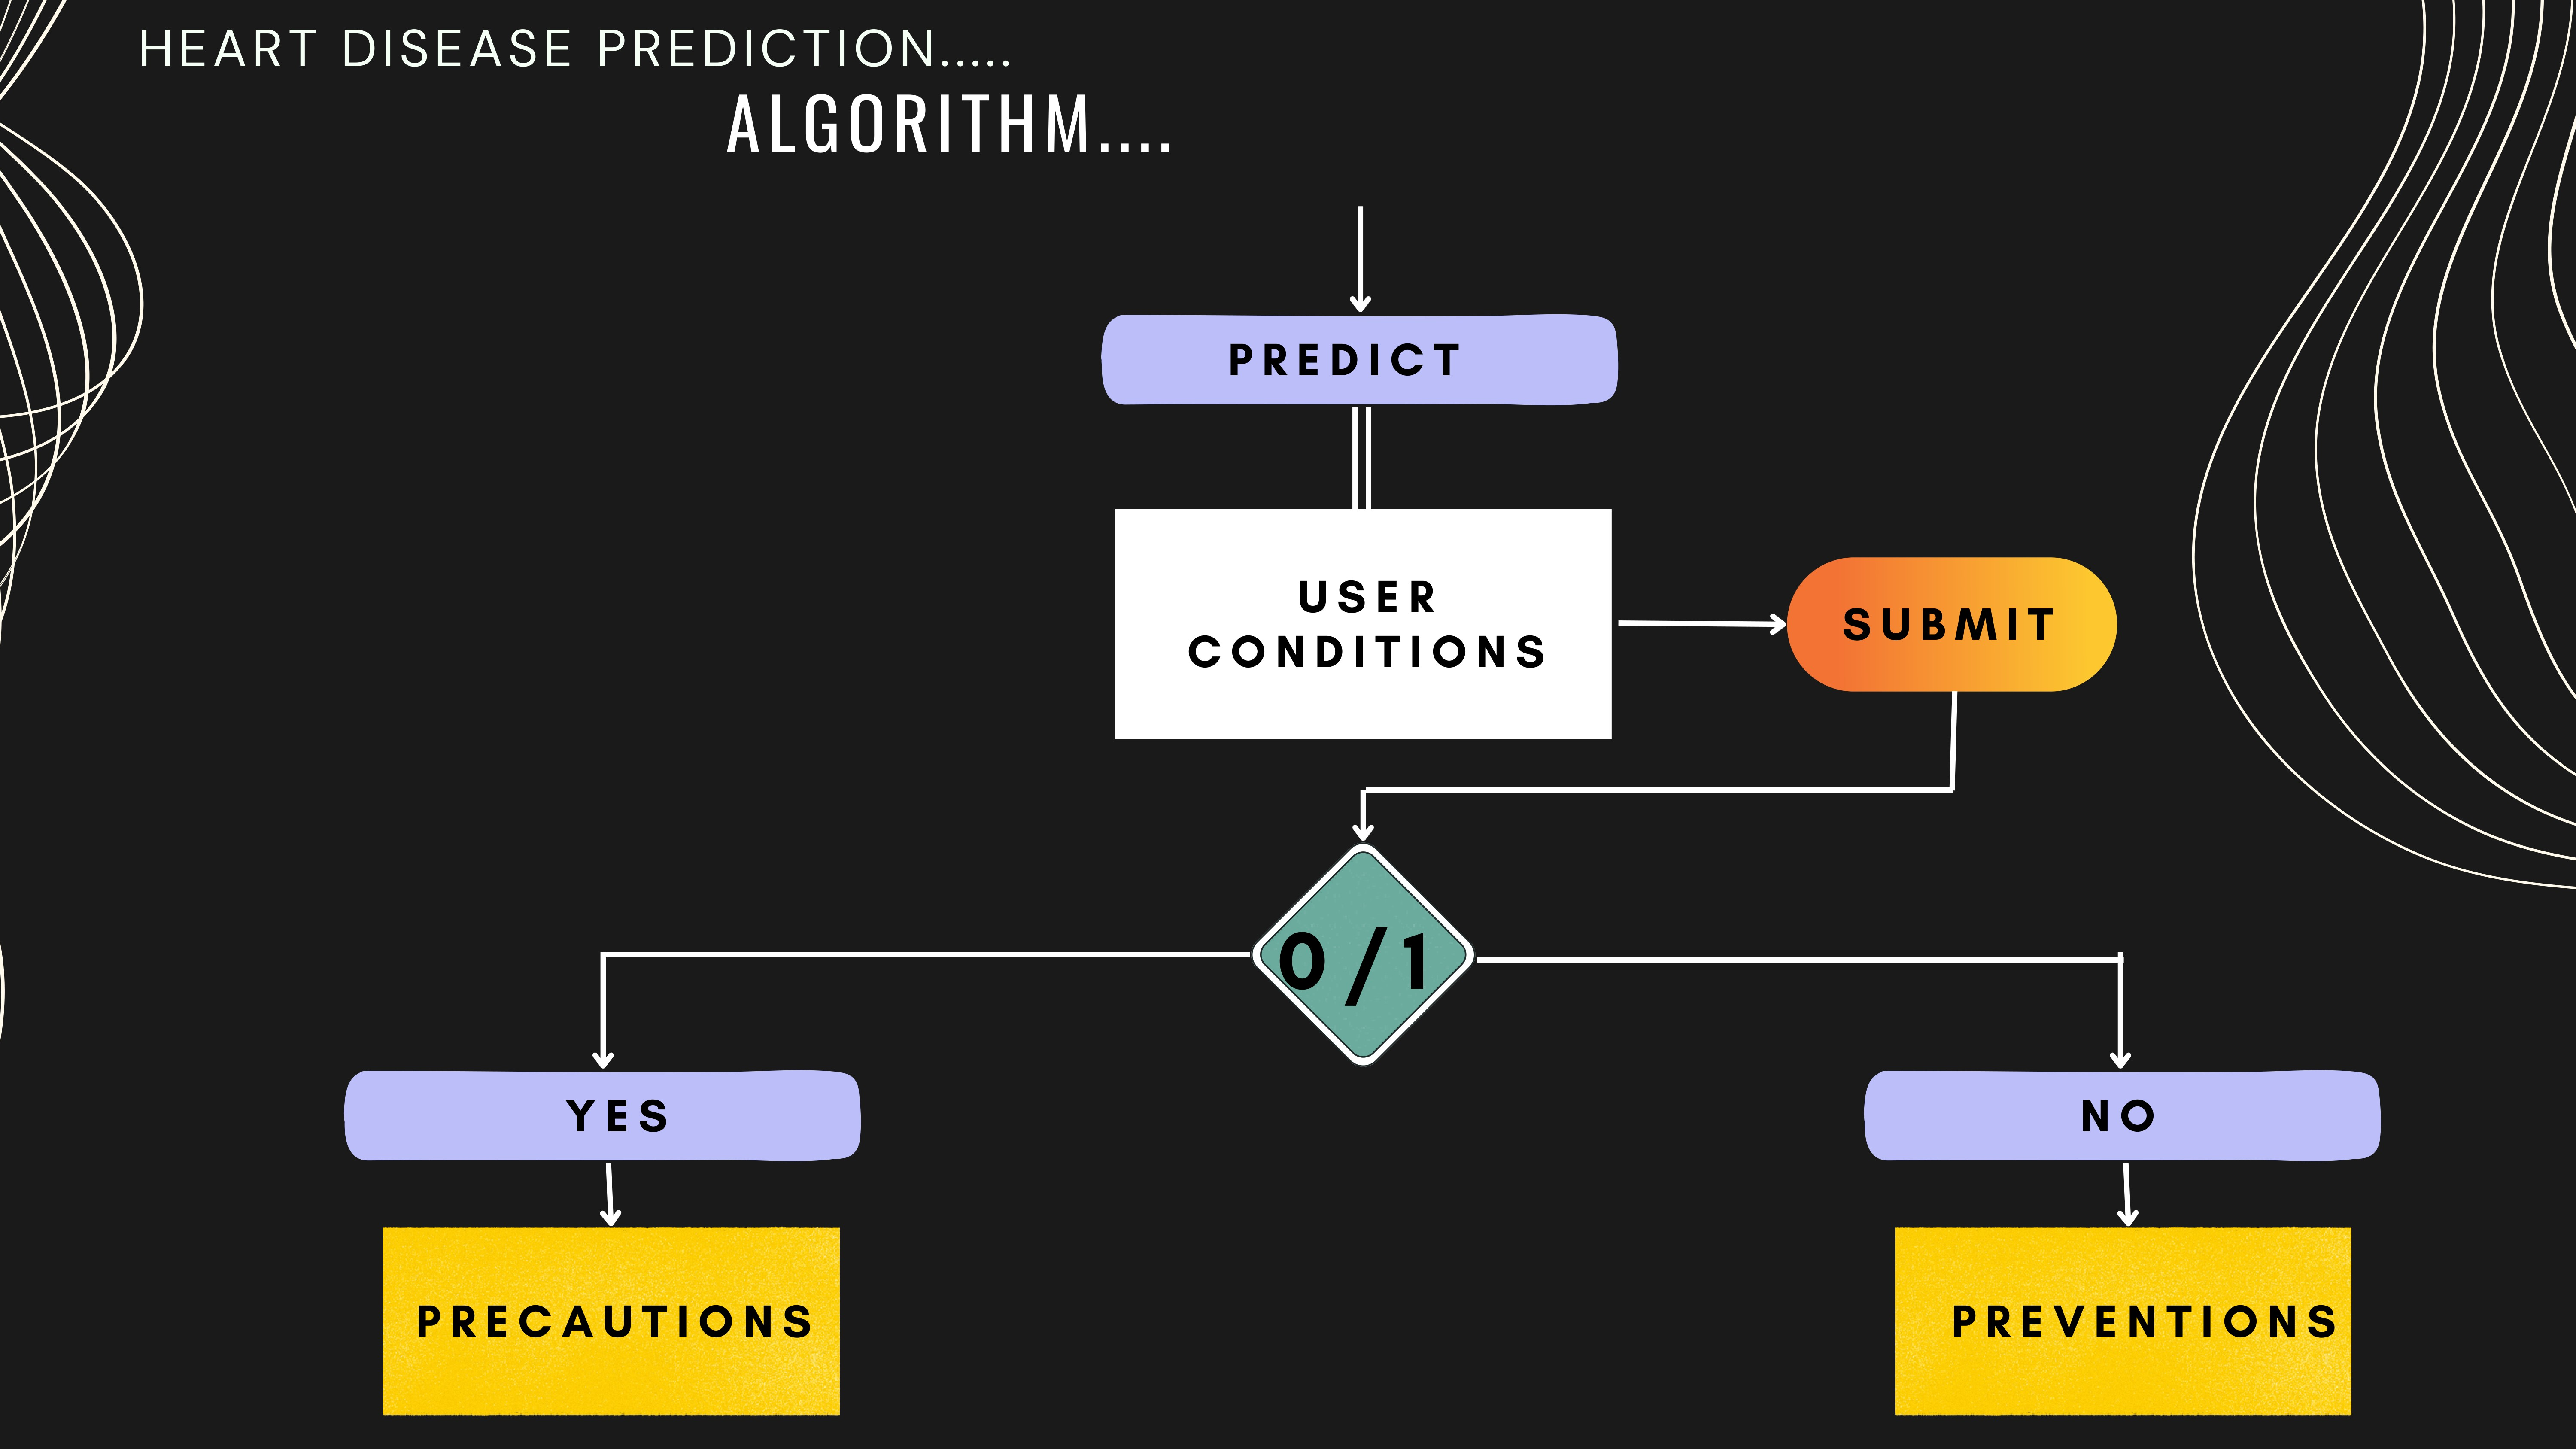 HEART DISEASE PREDICTION.....
ALGORITHM....
PREDICT
USER
CONDITIONS
SUBMIT
0/1
YES
NO
PRECAUTIONS
PREVENTIONS